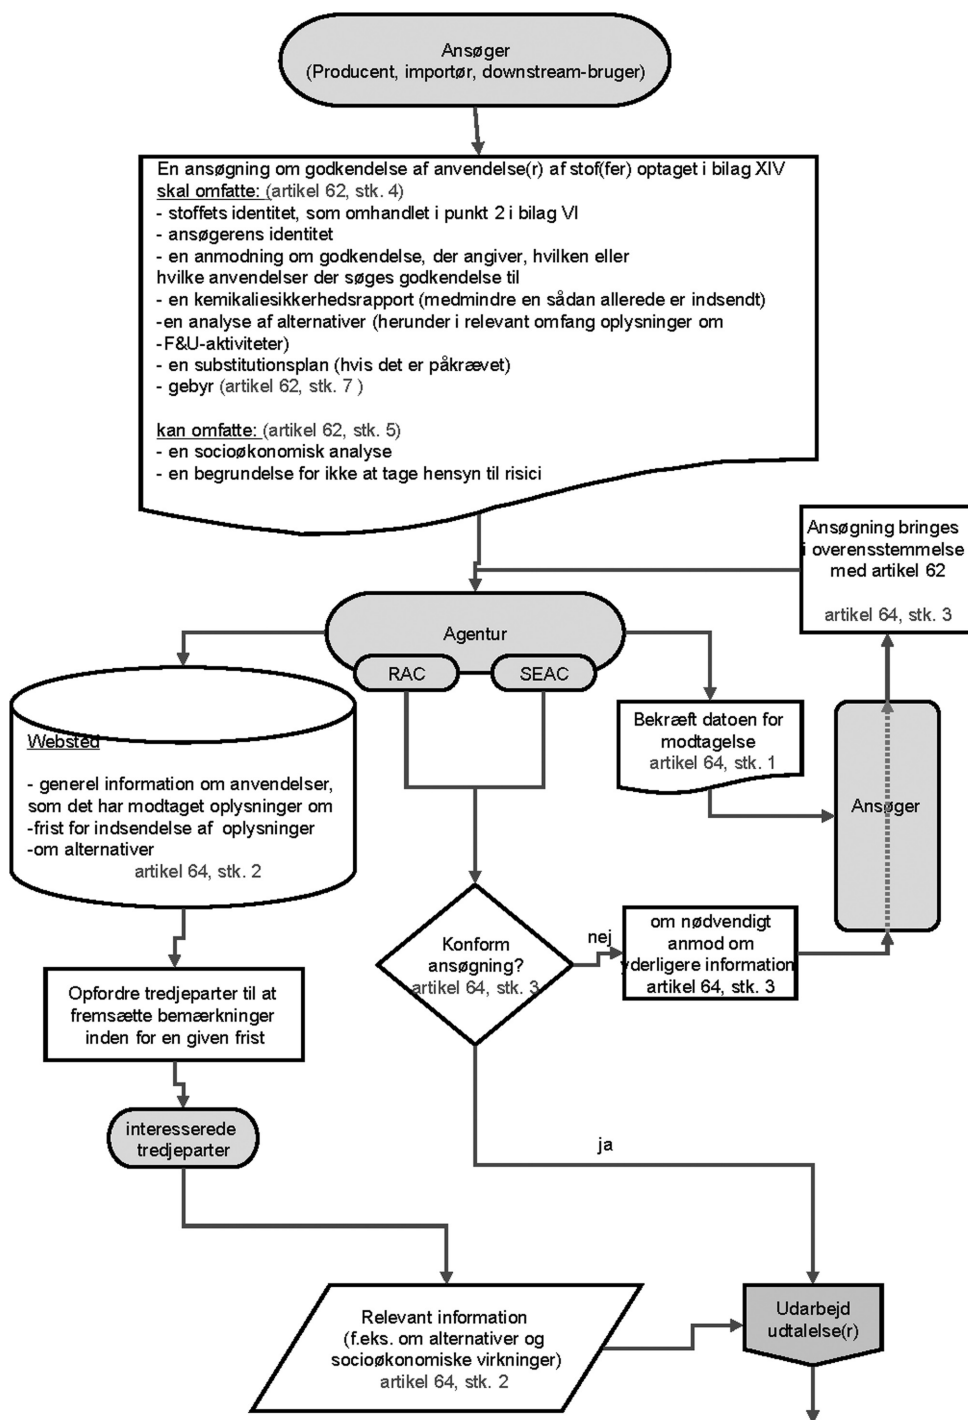 Ansøger
(Producent, importør, downstream-bruger)
En ansøgning om godkendelse af anvendelse(r) af stof(fer) optaget i bilag XIV
skal omfatte: (artikel 62, stk. 4)
- stoffets identitet, som omhandlet i punkt 2 i bilag VI
- ansøgerens identitet
- en anmodning om godkendelse, der angiver, hvilken eller
hvilke anvendelser der søges godkendelse til
- en kemikaliesikkerhedsrapport (medmindre en sådan allerede er indsendt)
-en analyse af alternativer (herunder i relevant omfang oplysninger om
-F&U-aktiviteter)
- en substitutionsplan (hvis det er påkrævet)
- gebyr (artikel 62, stk. 7 )
kan omfatte: (artikel 62, stk. 5)
- en socioøkonomisk analyse
- en begrundelse for ikke at tage hensyn til risici
Ansøgning bringes
i overensstemmelse
med artikel 62
artikel 64, stk. 3
Agentur
RAC
SEAC
Websted
- generel information om anvendelser,
som det har modtaget oplysninger om
-frist for indsendelse af oplysninger
-om alternativer
artikel 64, stk. 2
Bekræft datoen for
modtagelse
artikel 64, stk. 1
Ansøger
Konform
ansøgning?
artikel 64, stk. 3
nej
om nødvendigt
anmod om
yderligere information
artikel 64, stk. 3
Opfordre tredjeparter til at
fremsætte bemærkninger
inden for en given frist
interesserede
tredjeparter
ja
Relevant information
(f.eks. om alternativer og
socioøkonomiske virkninger)
artikel 64, stk. 2
Udarbejd
udtalelse(r)